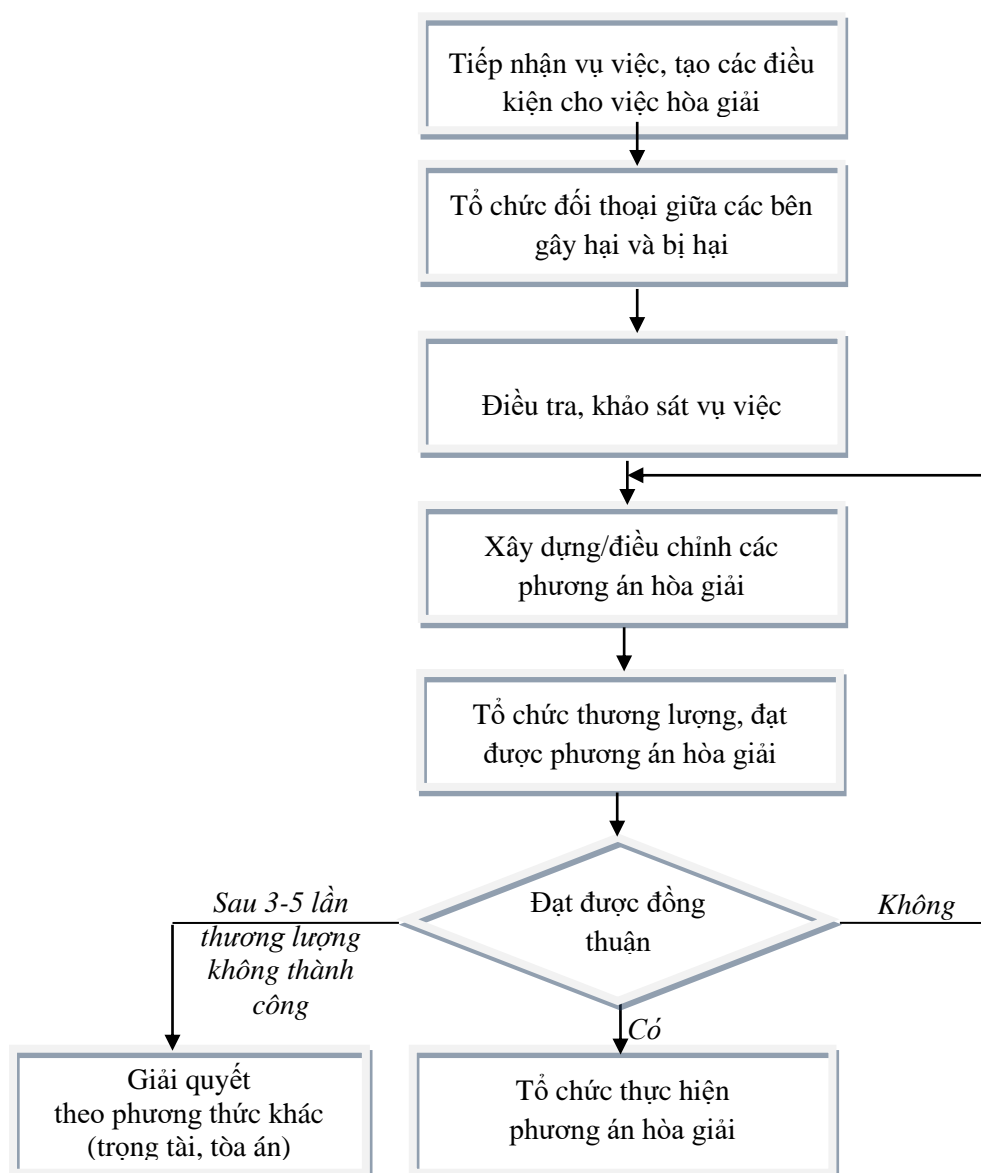 Tiếp nhận vụ việc, tạo các điều
kiện cho việc hòa giải
Tổ chức đối thoại giữa các bên
gây hại và bị hại
Điều tra, khảo sát vụ việc
Xây dựng/điều chỉnh các
phương án hòa giải
Tổ chức thương lượng, đạt
được phương án hòa giải
Đạt được đồng
thuận
Sau 3-5 lần
thương lượng
không thành
công
Không
Có
Giải quyết
theo phương thức khác
(trọng tài, tòa án)
Tổ chức thực hiện
phương án hòa giải